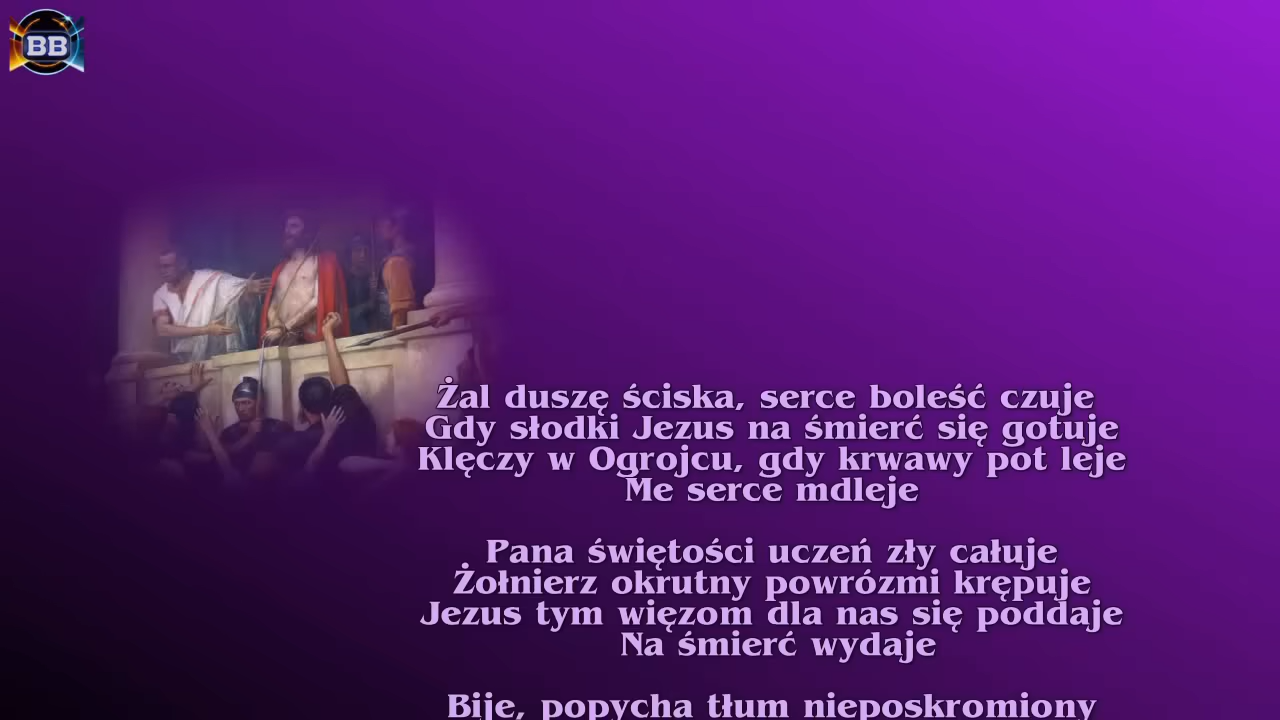 BB
Żal duszę ściska, serce boleść czuje
Gdy słodki Jezus na śmierć się gotuje
Klęczy w Ogrojcu, gdy krwawy pot leje
Me serce mdleje
Pana świętości uczeń zły całuje
Żołnierz okrutny powrózmi krępuje
Jezus tym więzom dla nas się poddaje
Na śmierć wydaje
Bije, popycha tłum nieposkromiony